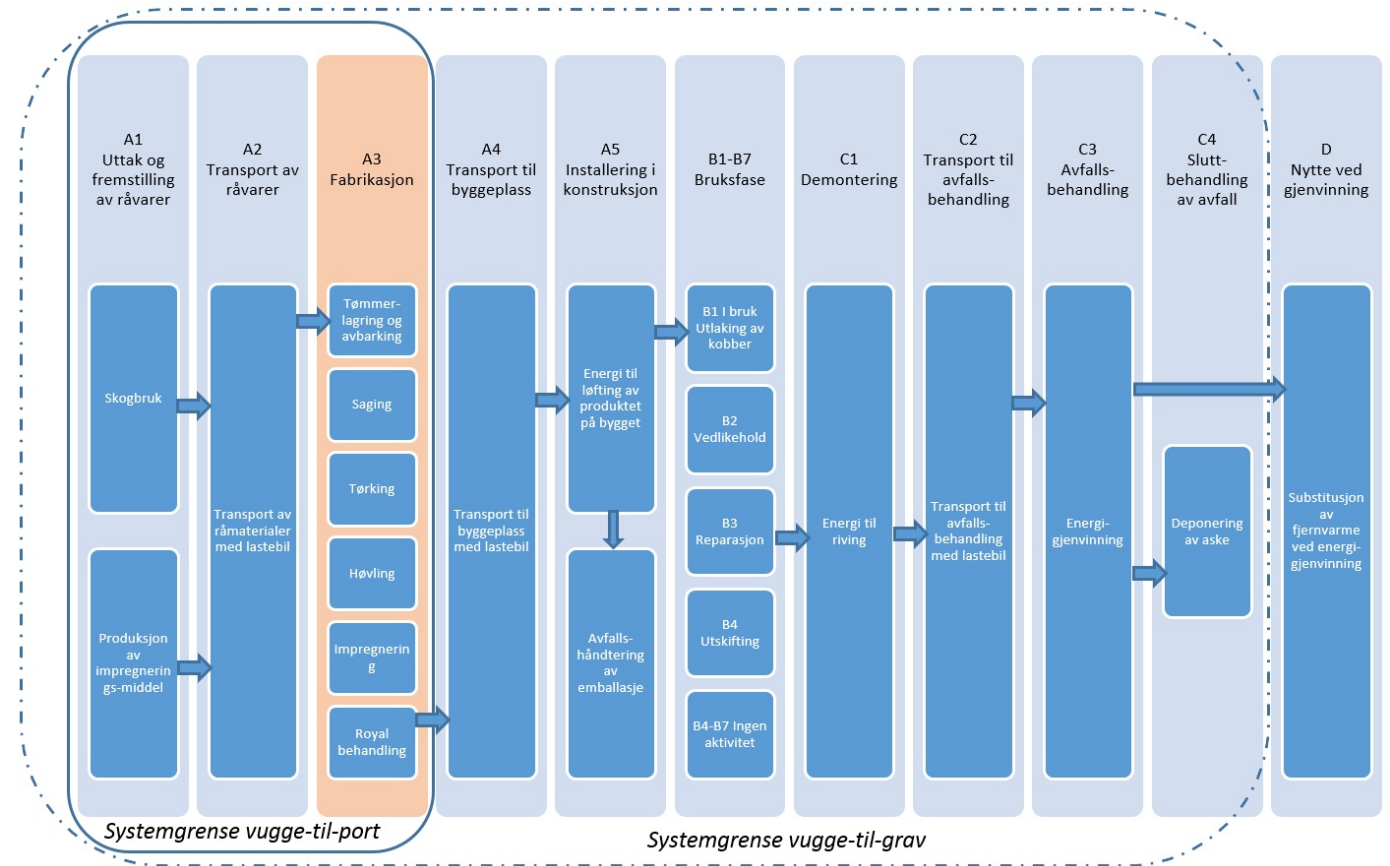 A1
Uttak og
fremstilling
av råvarer
A2
Transport av
råvarer
A3
Fabrikasjon
A4
Transport til
byggeplass
A5
Installering i
konstruksjon
B1-B7
Bruksfase
C1
Demontering
C2
Transport til
avfalls-
behandling
C3
Avfalls-
behandling
C4
Slutt-
behandling
av avfall
D
Nytte ved
gjenvinning
Skogbruk
Produksjon
av
impregnerin
gs-middel
Transport av
råmaterialer
med lastebil
Tømmer-
lagring og
avbarking
Saging
Tørking
Høvling
Impregnerin
g
Royal
behandling
Transport til
byggeplass
med lastebil
Energi til
løfting av
produktet
på bygget
Avfalls-
håndtering
av
emballasje
B1 I bruk
Utlaking av
kobber
B2
Vedlikehold
B3
Reparasjon
B4
Utskifting
B4-B7 Ingen
aktivitet
Energi til
riving
Transport til
avfalls-
behandling
med lastebil
Energi-
gjenvinning
Deponering
av aske
Substitusjon
av
fjernvarme
ved energi-
gjenvinning
Systemgrense vugge-til-port
Systemgrense vugge-til-grav